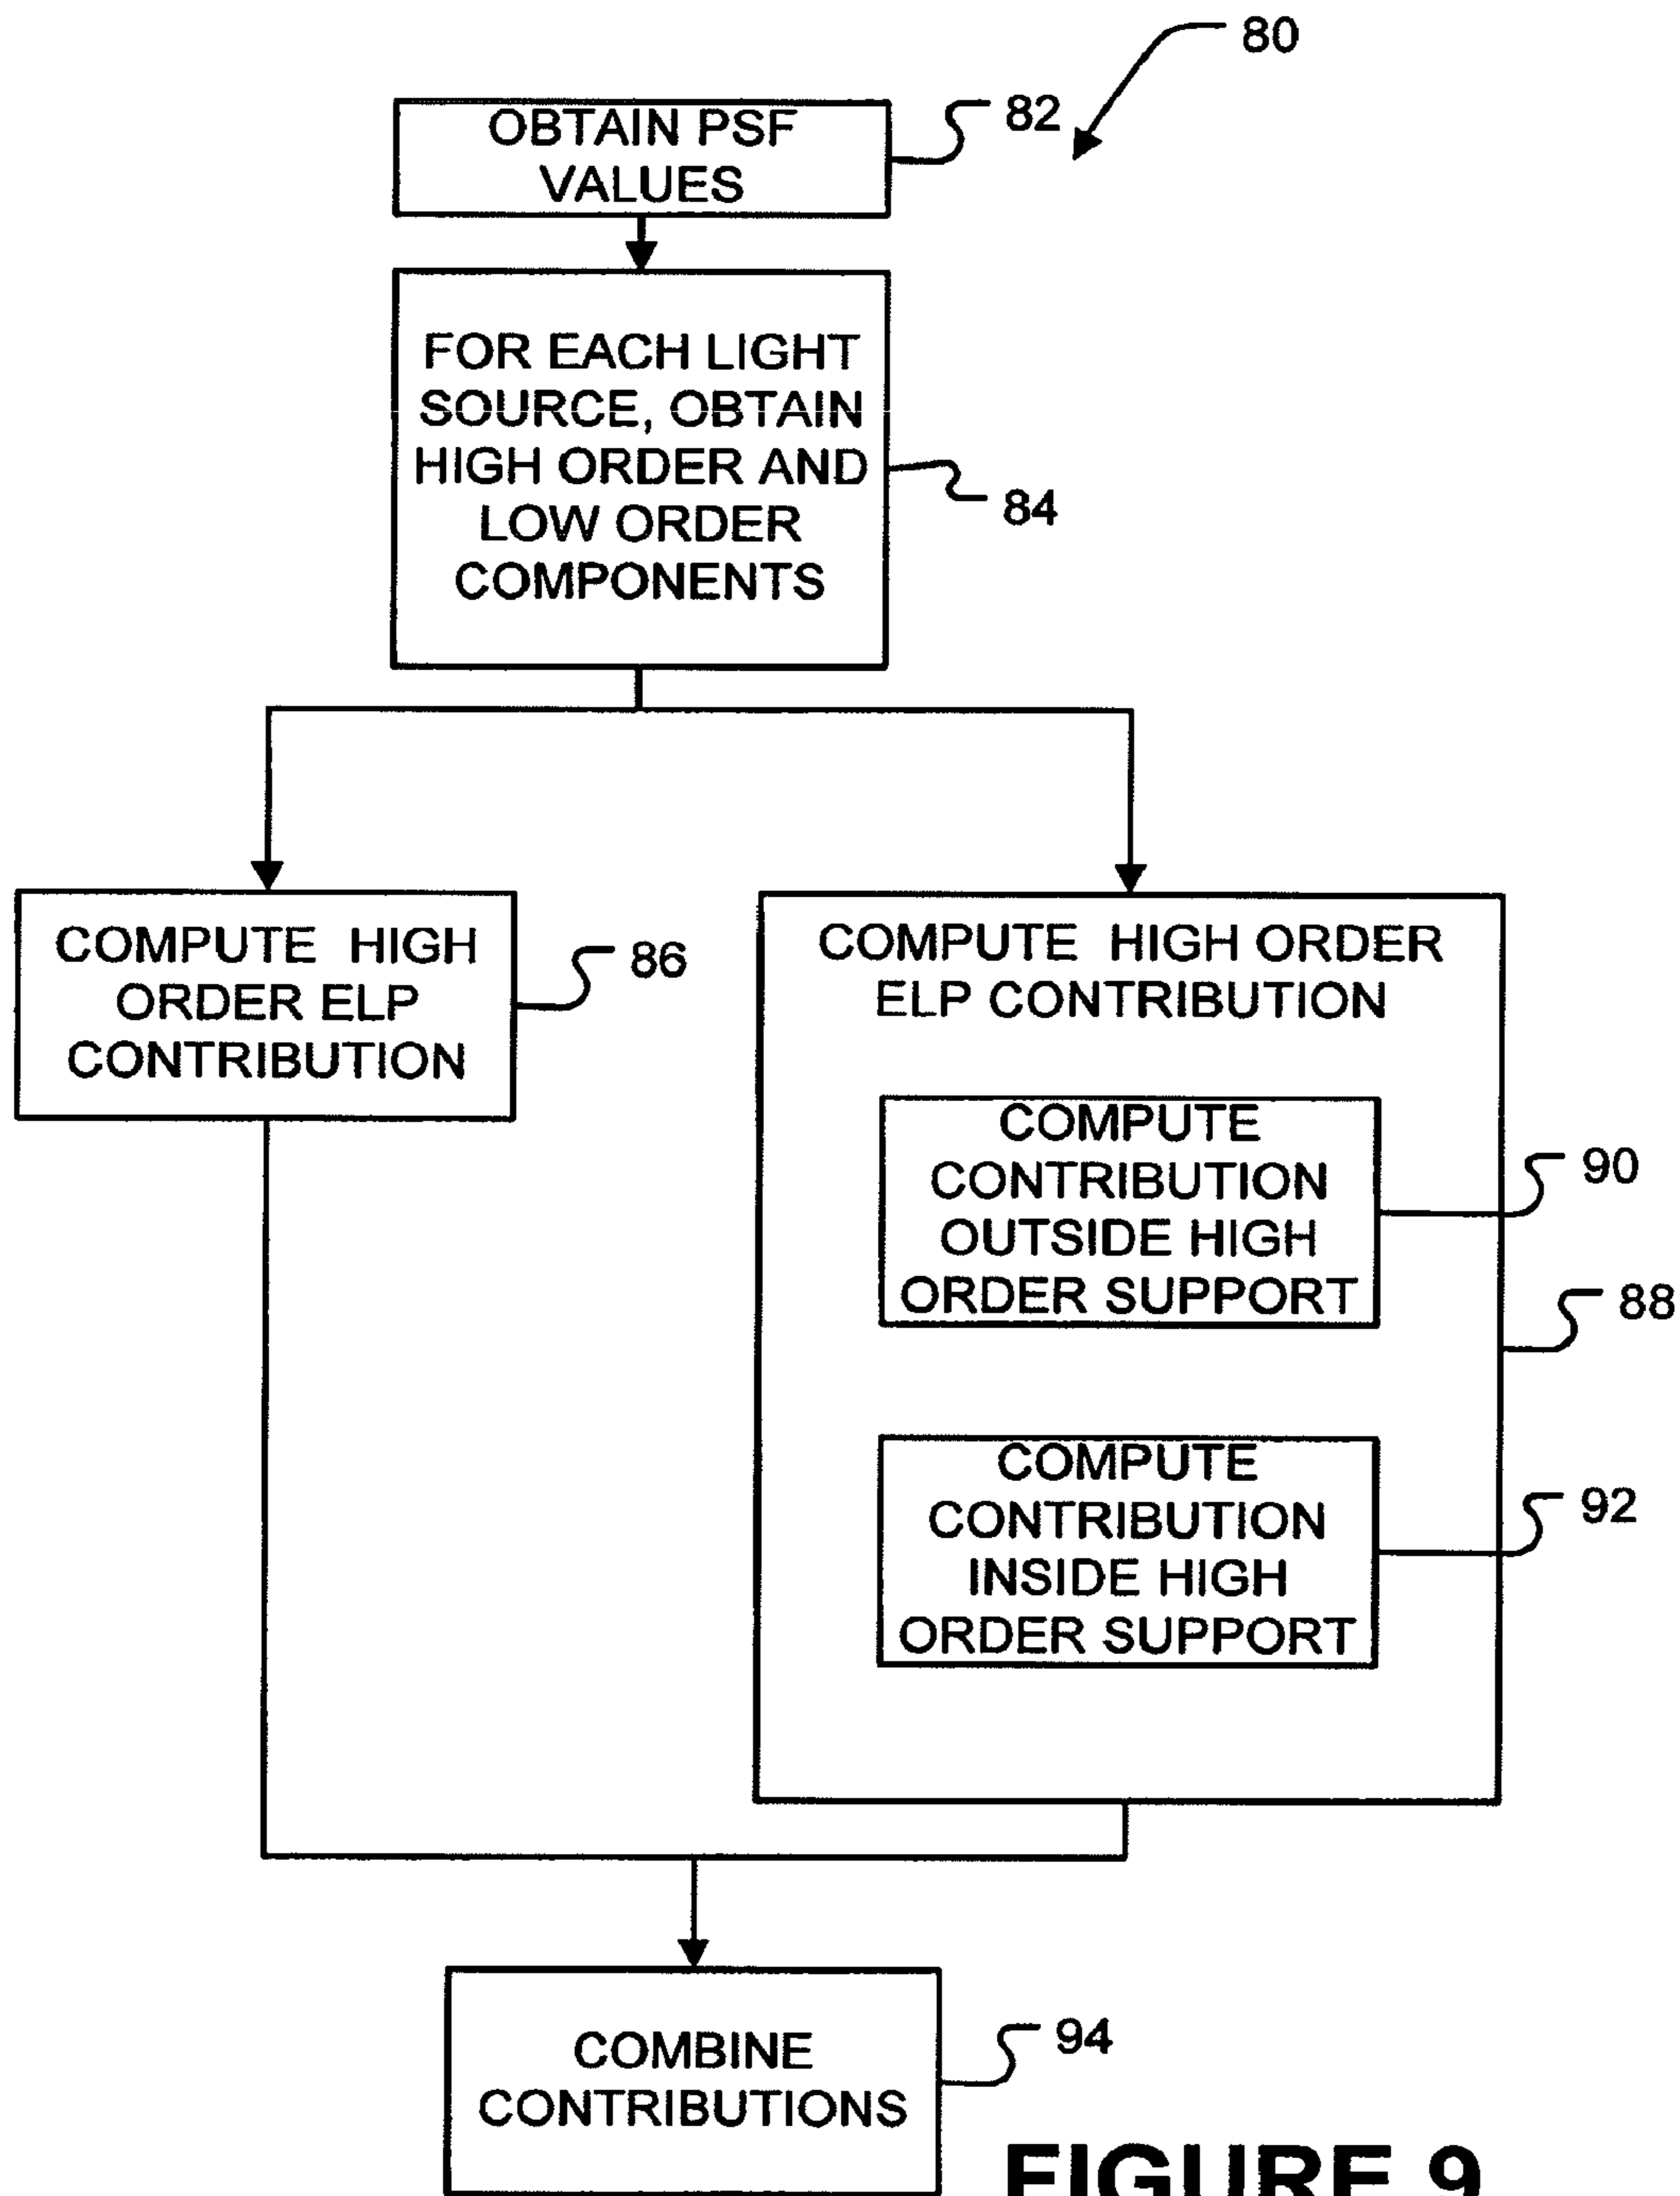 80
OBTAIN PSF
VALUES
82
FOR EACH LIGHT
SOURCE, OBTAIN
HIGH ORDER AND
LOW ORDER
COMPONENTS
84
COMPUTE HIGH
ORDER ELP
CONTRIBUTION
86
COMPUTE HIGH ORDER
ELP CONTRIBUTION
COMPUTE
CONTRIBUTION
OUTSIDE HIGH
ORDER SUPPORT
90
88
COMPUTE
CONTRIBUTION
INSIDE HIGH
ORDER SUPPORT
92
COMBINE
CONTRIBUTIONS
94
FIGURE 9